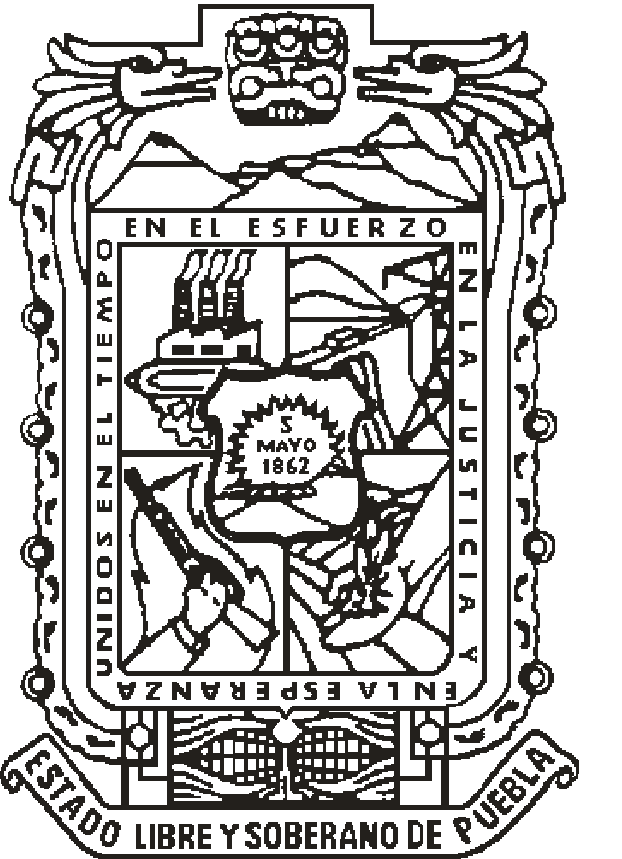 UNIDOS EN EL TIEMPO
EN EL ESFUERZO
EN LA JUSTICIA Y
EN LA ESPERANZA
5
MAYO
1862
ESTADO LIBRE Y SOBERANO DE PUEBLA